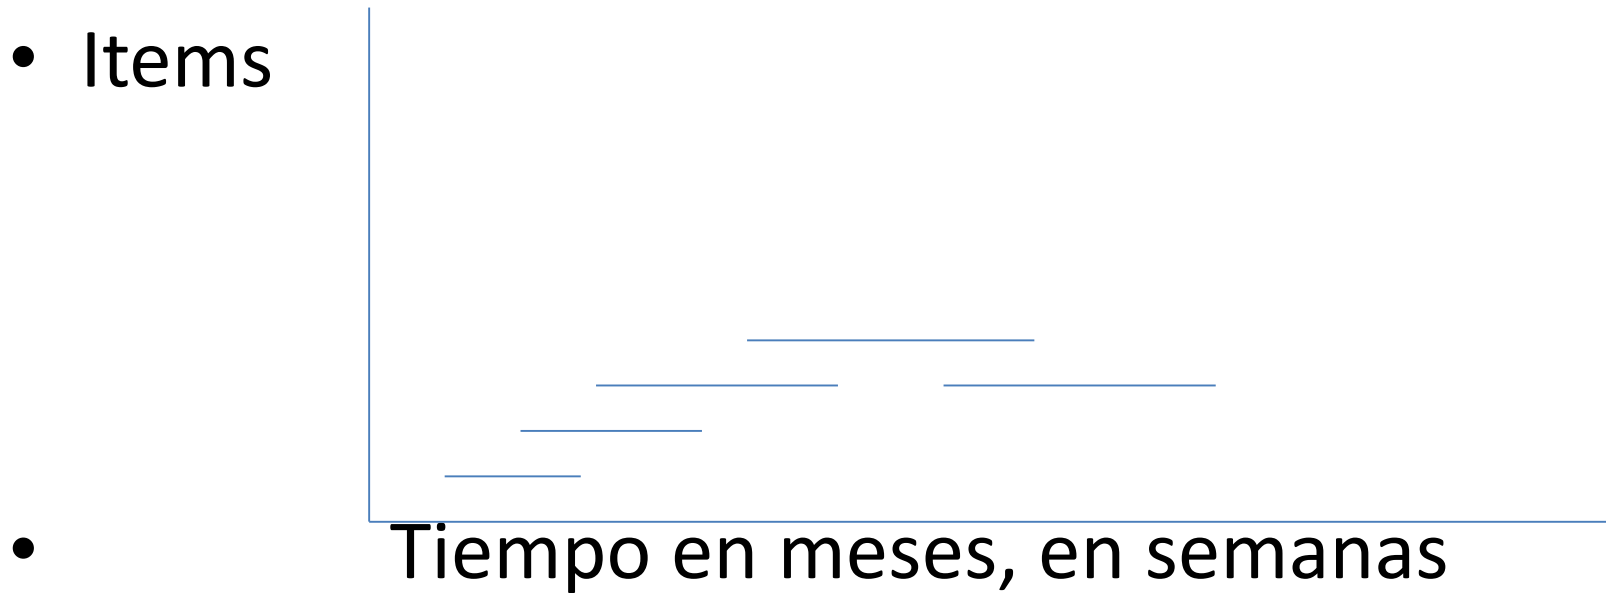 • Items
• Tiempo en meses, en semanas